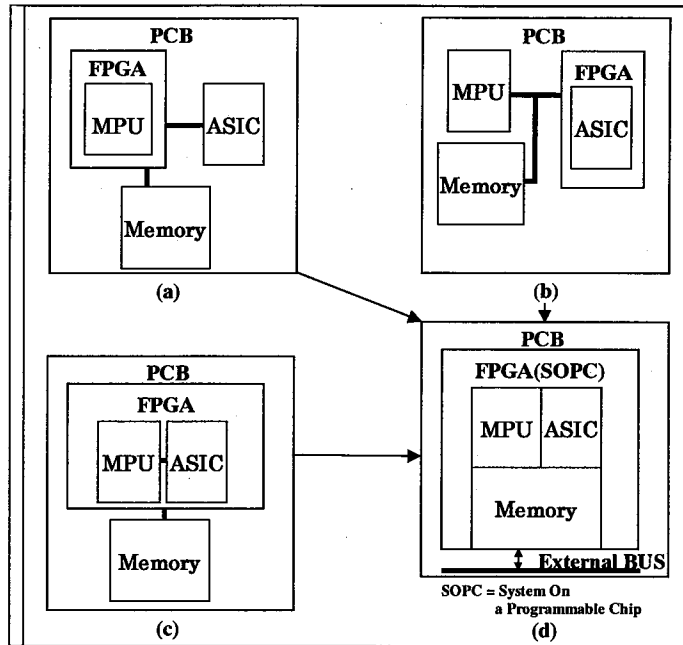 PCB
FPGA
MPU
ASIC
Memory
(a)
PCB
MPU
FPGA
ASIC
Memory
(b)
PCB
FPGA
MPU
ASIC
Memory
(c)
PCB
FPGA(SOPC)
MPU
ASIC
Memory
External BUS
SOPC = System On
a Programmable Chip
(d)